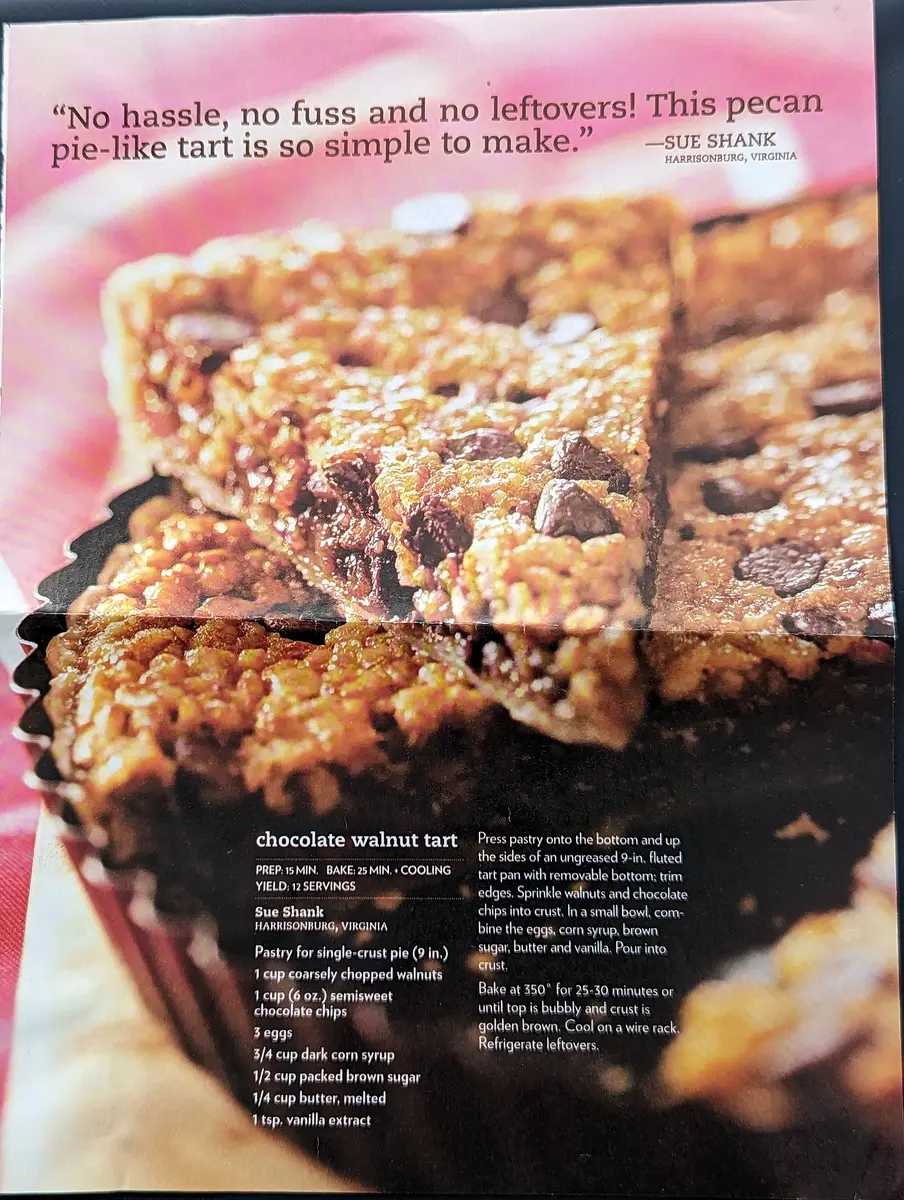 “No hassle, no fuss and no leftovers! This pecan
pie-like tart is so simple to make.”
—SUE SHANK
HARRISONBURG, VIRGINIA
chocolate walnut tart
PREP: 15 MIN. BAKE: 25 MIN. + COOLING
YIELD: 12 SERVINGS
Sue Shank
HARRISONBURG, VIRGINIA
Pastry for single-crust pie (9 in.)
1 cup coarsely chopped walnuts
1 cup (6 oz.) semisweet
chocolate chips
3 eggs
3/4 cup dark corn syrup
1/2 cup packed brown sugar
1/4 cup butter, melted
1 tsp. vanilla extract
Press pastry onto the bottom and up
the sides of an ungreased 9-in. fluted
tart pan with removable bottom; trim
edges. Sprinkle walnuts and chocolate
chips into crust. In a small bowl, com-
bine the eggs, corn syrup, brown
sugar, butter and vanilla. Pour into
crust.
Bake at 350° for 25-30 minutes or
until top is bubbly and crust is
golden brown. Cool on a wire rack.
Refrigerate leftovers.